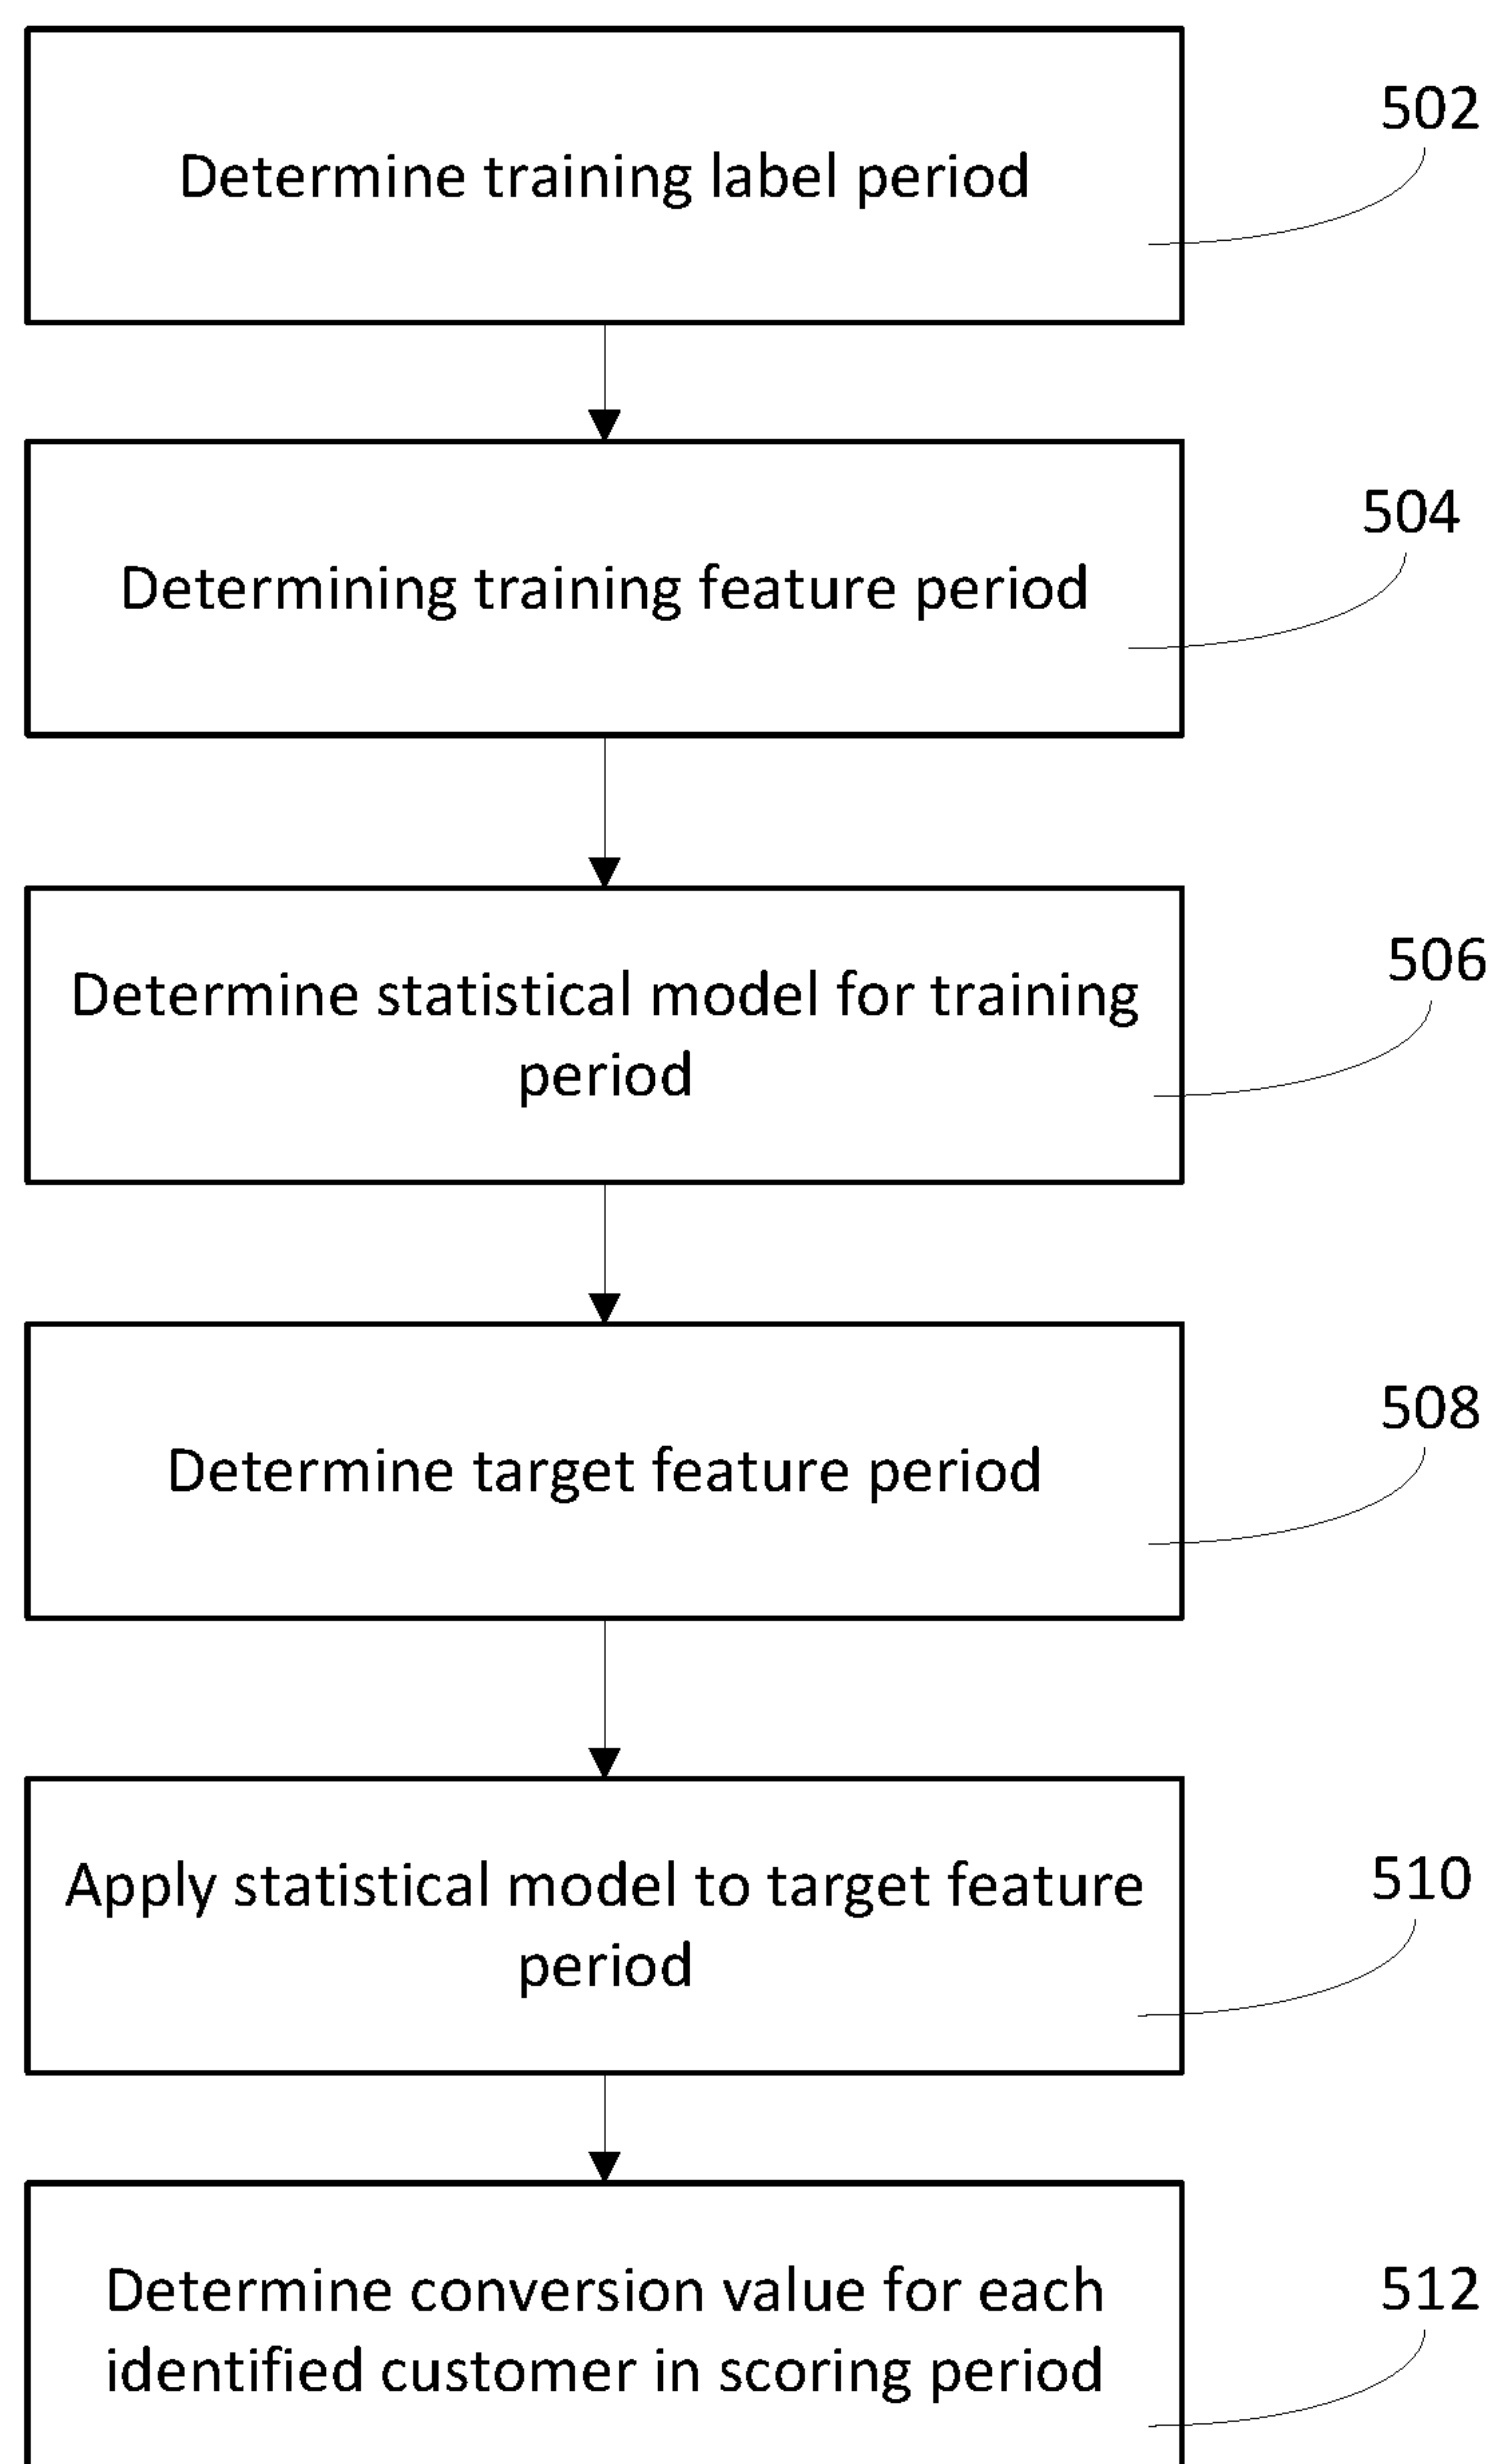 Determine training label period
502
Determining training feature period
504
Determine statistical model for training
period
506
Determine target feature period
508
Apply statistical model to target feature
period
510
Determine conversion value for each
identified customer in scoring period
512